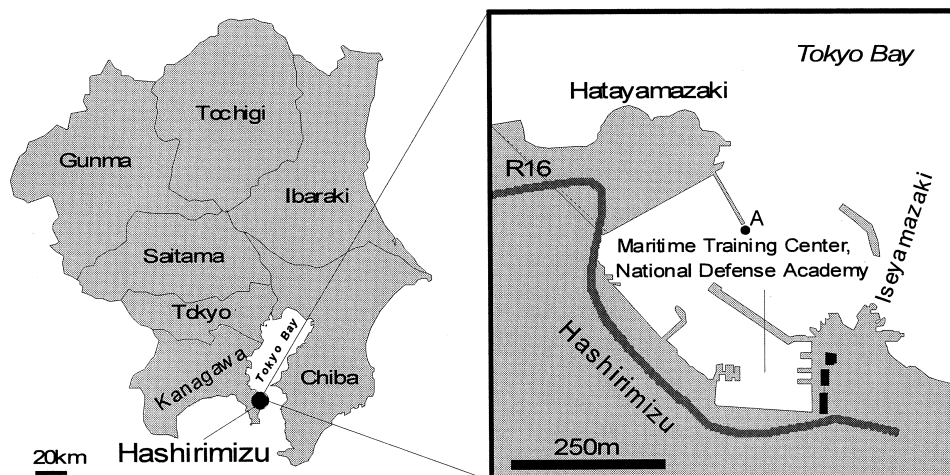 Tochigi
Gunma
Ibaraki
Saitama
Tokyo
Tokyo Bay
Kanagawa
Chiba
Hashirimizu
20km
Tokyo Bay
Hatayamazaki
R16
A
Maritime Training Center,
National Defense Academy
Iseyamazaki
Hashirimizu
250m